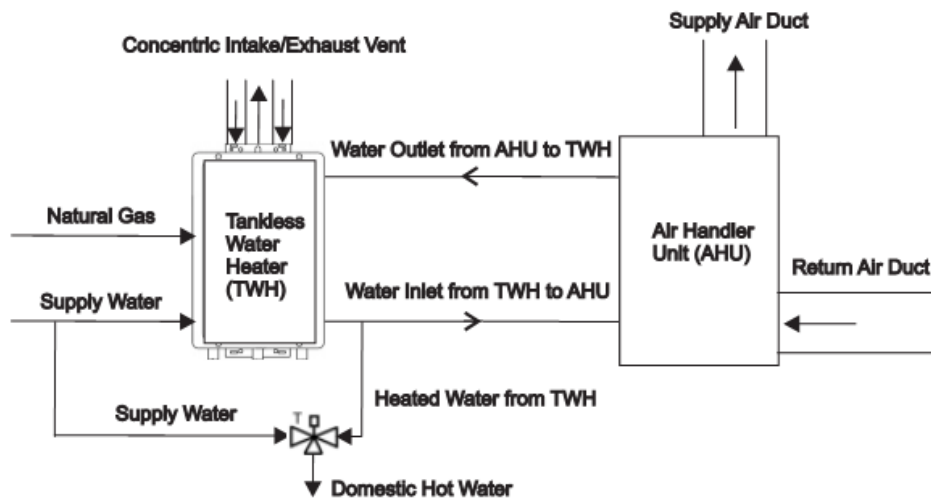 Supply Air Duct
Concentric Intake/Exhaust Vent
Water Outlet from AHU to TWH
Natural Gas
Tankless
Water
Heater
(TWH)
Air Handler
Unit (AHU)
Return Air Duct
Supply Water
Water Inlet from TWH to AHU
Heated Water from TWH
Supply Water
T
Domestic Hot Water